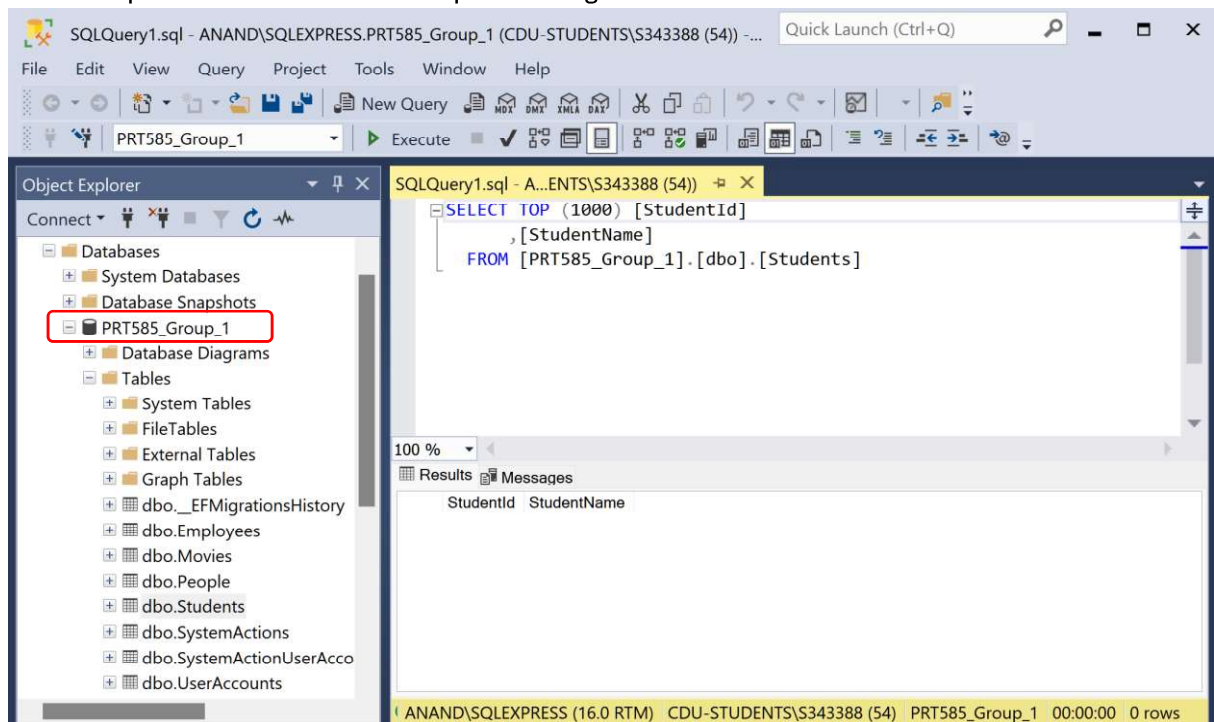 SQLQuery1.sql - ANAND\SQLEXPRESS.PRT585_Group_1 (CDU-STUDENTS\S343388 (54)) -...
Quick Launch (Ctrl+Q)
File Edit View Query Project Tools Window Help
New Query MDX DMX XMLA DAX
PRT585_Group_1 Execute
Object Explorer
Connect
Databases
System Databases
Database Snapshots
PRT585_Group_1
Database Diagrams
Tables
System Tables
FileTables
External Tables
Graph Tables
dbo.__EFMigrationsHistory
dbo.Employees
dbo.Movies
dbo.People
dbo.Students
dbo.SystemActions
dbo.SystemActionUserAcco
dbo.UserAccounts
SQLQuery1.sql - A...ENTS\S343388 (54))
SELECT TOP (1000) [StudentId]
,[StudentName]
FROM [PRT585_Group_1].[dbo].[Students]
100 %
Results Messages
StudentId StudentName
ANAND\SQLEXPRESS (16.0 RTM) CDU-STUDENTS\S343388 (54) PRT585_Group_1 00:00:00 0 rows